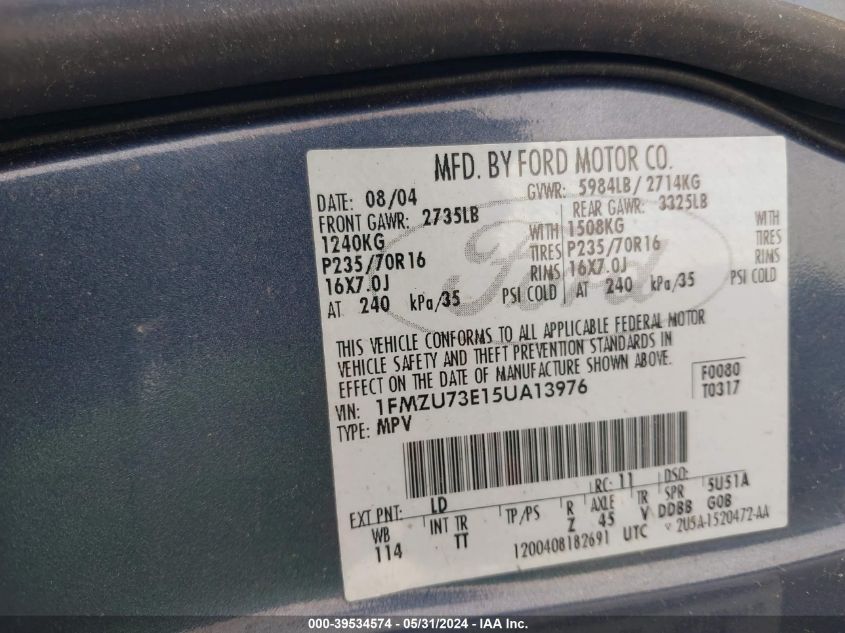 MFD. BY FORD MOTOR CO.
DATE: 08/04 GVWR: 5984LB / 2714KG
FRONT GAWR: 2735LB REAR GAWR: 3325LB
1240KG WITH 1508KG WITH
P235/70R16 TIRES P235/70R16 TIRES
16X7.0J RIMS 16X7.0J RIMS
AT 240 kPa/35 PSI COLD AT 240 kPa/35 PSI COLD
Ford
THIS VEHICLE CONFORMS TO ALL APPLICABLE FEDERAL MOTOR
VEHICLE SAFETY AND THEFT PREVENTION STANDARDS IN
EFFECT ON THE DATE OF MANUFACTURE SHOWN ABOVE.
VIN: 1FMZU73E15UA13976 F0080
TYPE: MPV T0317
RC: 11 DSO:
EXT PNT: LD 5U51A
WB INT TR TP/PS R AXLE TR SPR
114 TT Z 45 V DDBB GOB
1200408182691 UTC 2U5A-1520472-AA
000-39534574 - 05/31/2024 - IAA Inc.